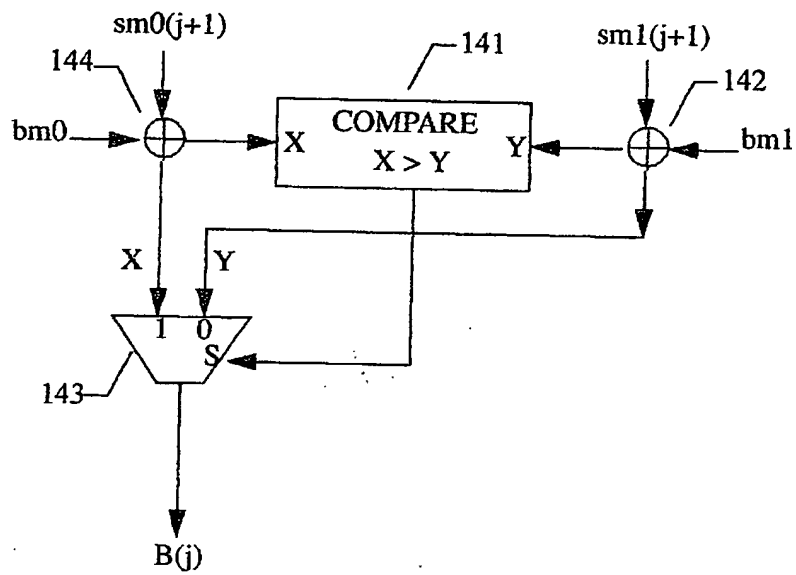 sm0(j+1)
144
141
sm1(j+1)
142
bm0
X
COMPARE
X > Y
Y
bm1
X
Y
1
0
S
143
B(j)